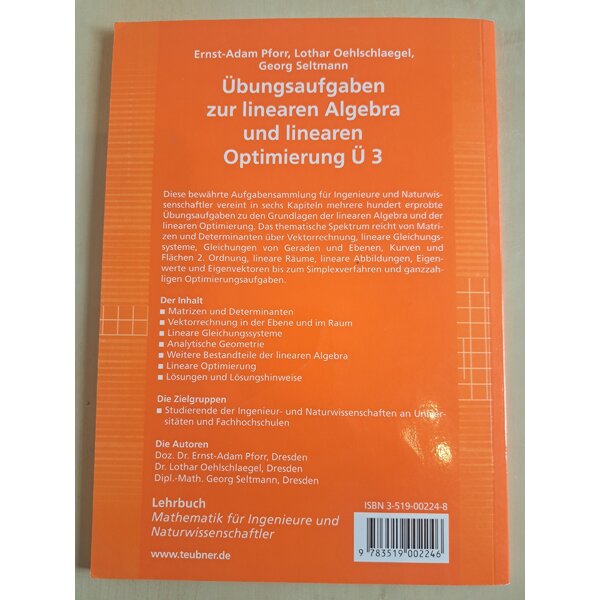 Ernst-Adam Pforr, Lothar Oehlschlaegel,
Georg Seltmann
Übungsaufgaben
zur linearen Algebra
und linearen
Optimierung Ü 3
Diese bewährte Aufgabensammlung für Ingenieure und Naturwis-
senschaftler vereint in sechs Kapiteln mehrere hundert erprobte
Übungsaufgaben zu den Grundlagen der linearen Algebra und der
linearen Optimierung. Das thematische Spektrum reicht von Matri-
zen und Determinanten über Vektorrechnung, lineare Gleichungs-
systeme, Gleichungen von Geraden und Ebenen, Kurven und
Flächen 2. Ordnung, lineare Räume, lineare Abbildungen, Eigen-
werte und Eigenvektoren bis zum Simplexverfahren und ganzzah-
ligen Optimierungsaufgaben.
Der Inhalt
■ Matrizen und Determinanten
■ Vektorrechnung in der Ebene und im Raum
■ Lineare Gleichungssysteme
■ Analytische Geometrie
■ Weitere Bestandteile der linearen Algebra
■ Lineare Optimierung
■ Lösungen und Lösungshinweise
Die Zielgruppen
■ Studierende der Ingenieur- und Naturwissenschaften an Univer-
sitäten und Fachhochschulen
Die Autoren
Doz. Dr. Ernst-Adam Pforr, Dresden
Dr. Lothar Oehlschlaegel, Dresden
Dipl.-Math. Georg Seltmann, Dresden
Lehrbuch
Mathematik für Ingenieure und
Naturwissenschaftler
www.teubner.de
ISBN 3-519-00224-8
9 783519 002246